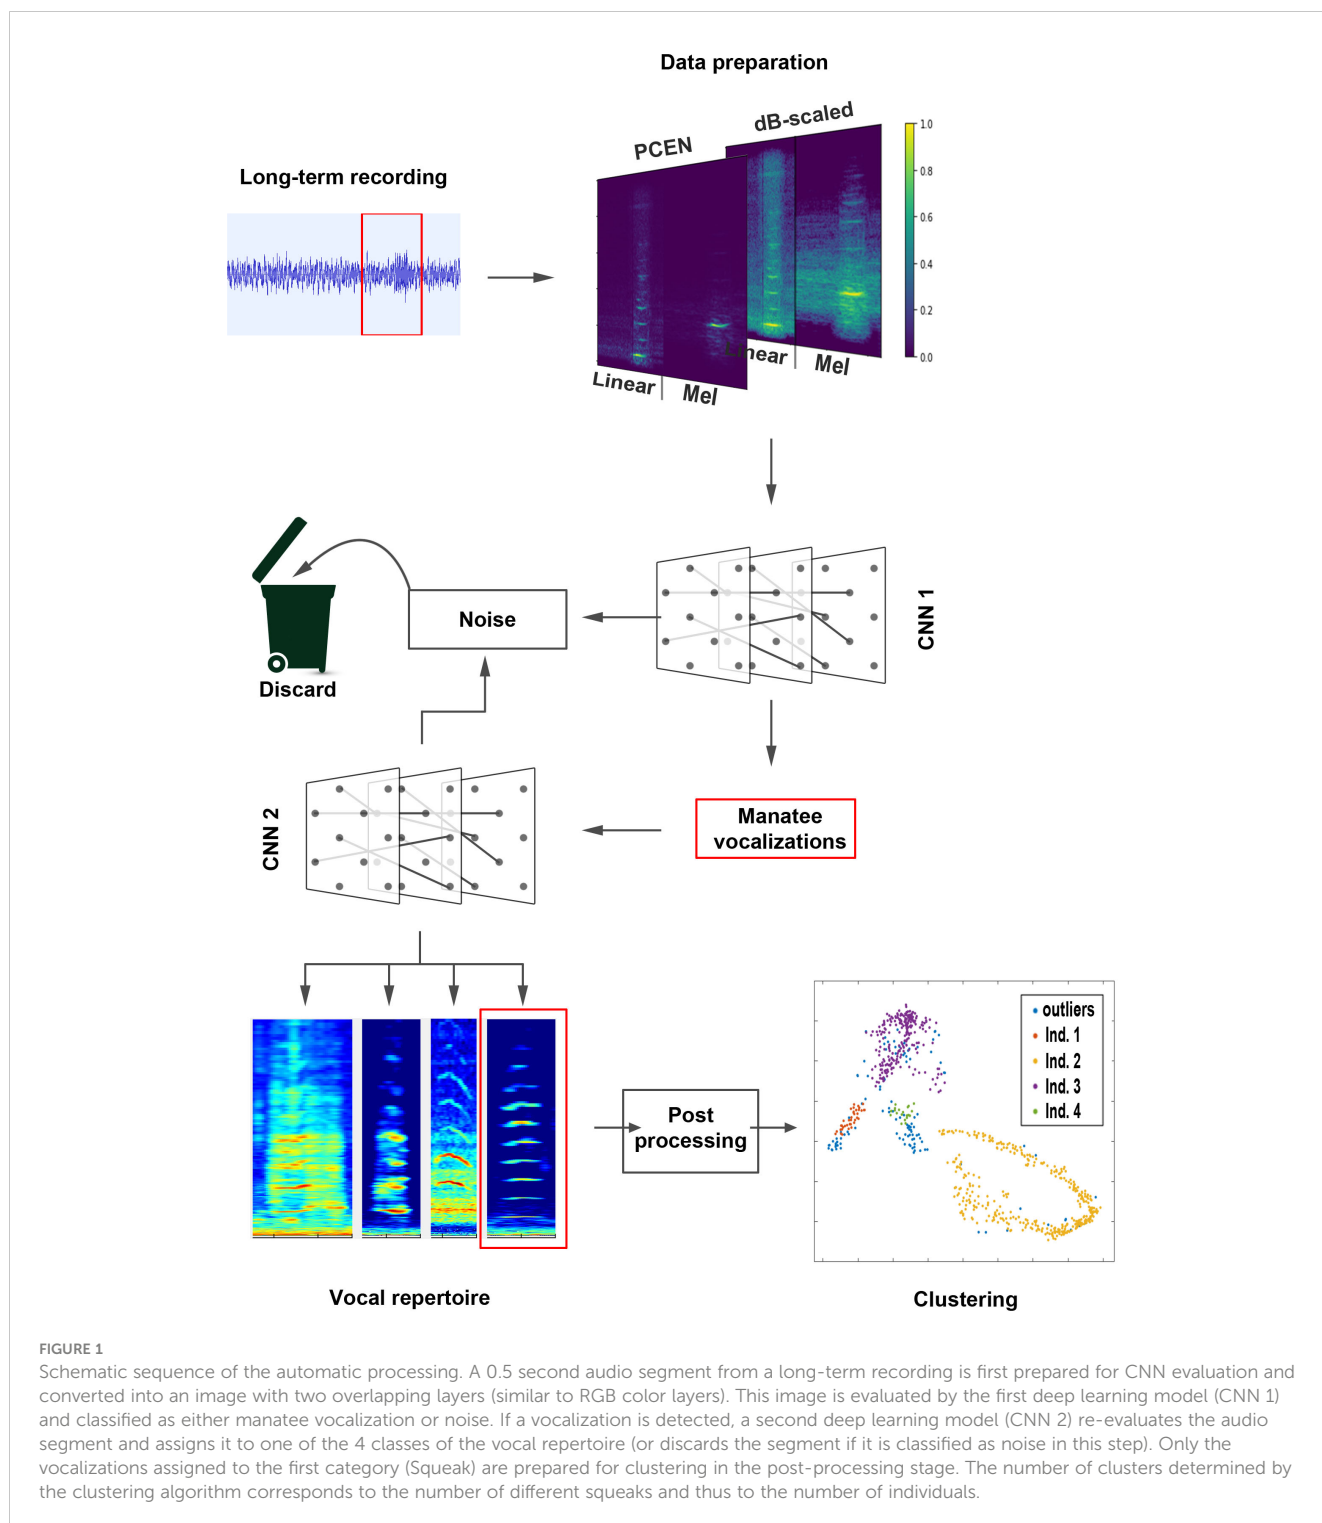 Data preparation
Long-term recording
PCEN
dB-scaled
1.0
0.8
0.6
0.4
0.2
0.0
Linear
Mel
Linear
Mel
CNN 1
Noise
Discard
Manatee
vocalizations
CNN 2
outliers
Ind. 1
Ind. 2
Ind. 3
Ind. 4
Post
processing
Vocal repertoire
Clustering
FIGURE 1
Schematic sequence of the automatic processing. A 0.5 second audio segment from a long-term recording is first prepared for CNN evaluation and
converted into an image with two overlapping layers (similar to RGB color layers). This image is evaluated by the first deep learning model (CNN 1)
and classified as either manatee vocalization or noise. If a vocalization is detected, a second deep learning model (CNN 2) re-evaluates the audio
segment and assigns it to one of the 4 classes of the vocal repertoire (or discards the segment if it is classified as noise in this step). Only the
vocalizations assigned to the first category (Squeak) are prepared for clustering in the post-processing stage. The number of clusters determined by
the clustering algorithm corresponds to the number of different squeaks and thus to the number of individuals.